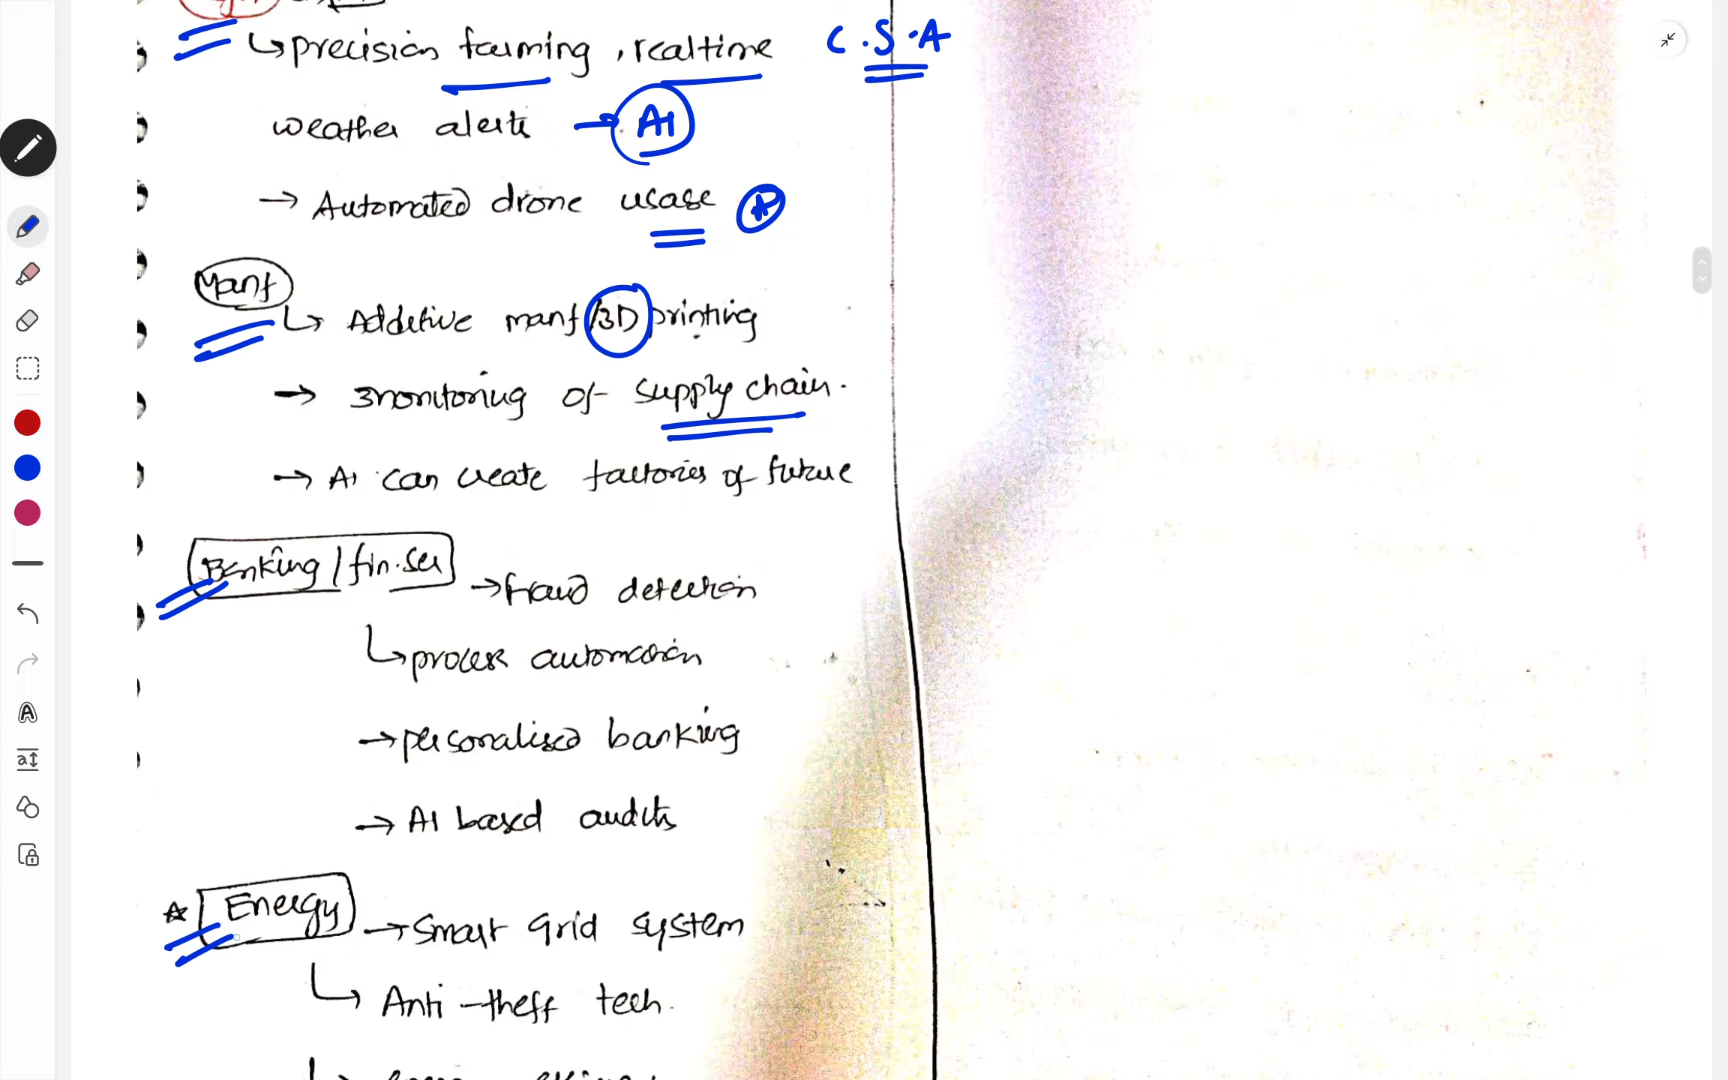 ↳ precision farming, realtime C.S.A
weather alerts → AI
→ Automated drone usage
Manf
↳ Additive manf /3D printing
→ monitoring of supply chain.
→ AI can create factories of future
Banking / fin.ser → fraud detection
↳ process automation
→ personalised banking
→ AI based audits
☆ Energy → Smart grid system
↳ Anti-theft tech.